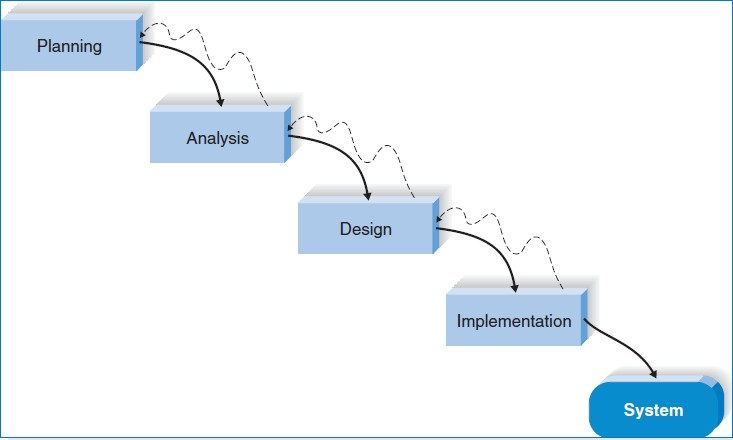 Planning
Analysis
Design
Implementation
System